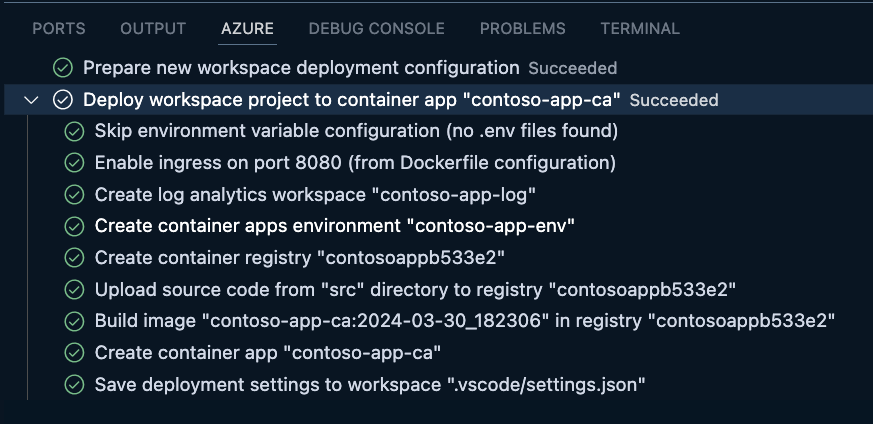 PORTS OUTPUT AZURE DEBUG CONSOLE PROBLEMS TERMINAL
Prepare new workspace deployment configuration Succeeded
Deploy workspace project to container app "contoso-app-ca" Succeeded
Skip environment variable configuration (no .env files found)
Enable ingress on port 8080 (from Dockerfile configuration)
Create log analytics workspace "contoso-app-log"
Create container apps environment "contoso-app-env"
Create container registry "contosoappb533e2"
Upload source code from "src" directory to registry "contosoappb533e2"
Build image "contoso-app-ca:2024-03-30_182306" in registry "contosoappb533e2"
Create container app "contoso-app-ca"
Save deployment settings to workspace ".vscode/settings.json"